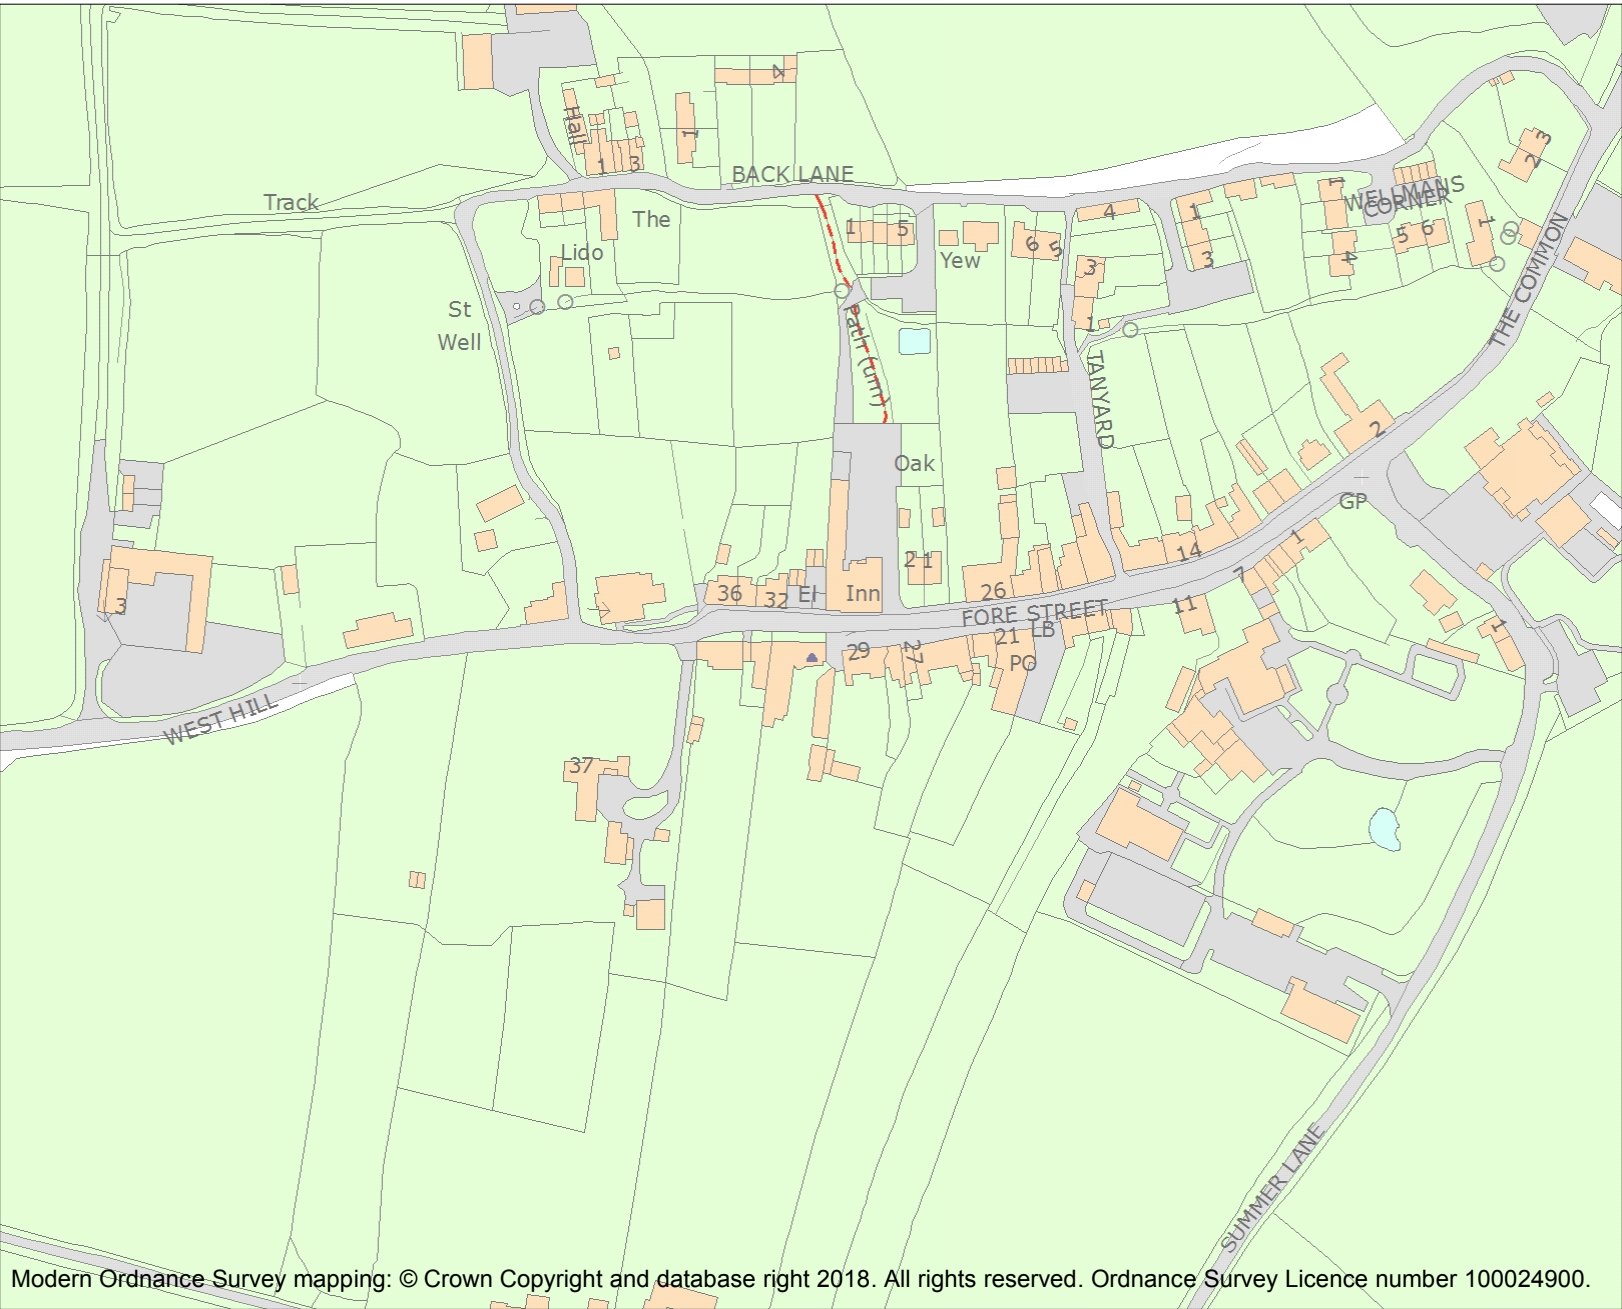 4
Hall
1
1
3
BACK LANE
Track
The
1
5
4
1
1
WELLMANS
CORNER
3
2
Lido
Yew
6
5
3
3
4
5
6
1
St
Well
Path (um)
1
TANYARD
THE COMMON
Oak
2
GP
14
1
2
1
3
36
32
El
Inn
26
7
11
FORE STREET
29
27
21
LB
PO
1
WEST HILL
37
SUMMER LANE
Modern Ordnance Survey mapping: © Crown Copyright and database right 2018. All rights reserved. Ordnance Survey Licence number 100024900.